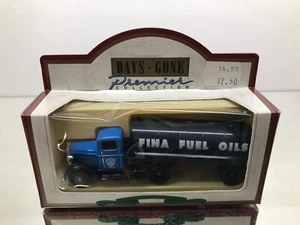 DAYS-GONE
Premier
COLLECTION
14.95
12,50
FINA FUEL OILS